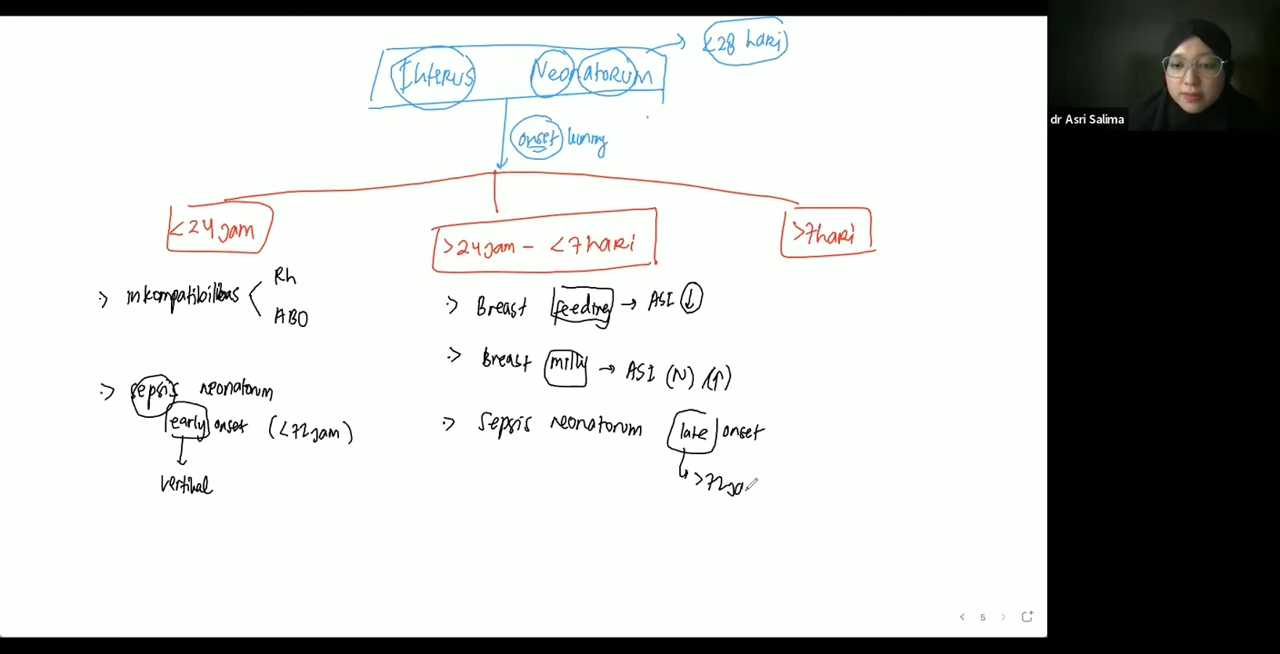 Ikterus Neonatorum → <28 hari
onset kuning
<24 jam
>24 jam - <7 hari
>7 hari
:> inkompatibilitas < Rh
ABO
:> sepsis neonatorum
early onset (<72 jam)
vertikal
:> Breast feeding → ASI ↓
:> Breast milk → ASI (N) (↑)
:> Sepsis neonatorum late onset
↳ >72 ja
dr Asri Salima
< 5 >